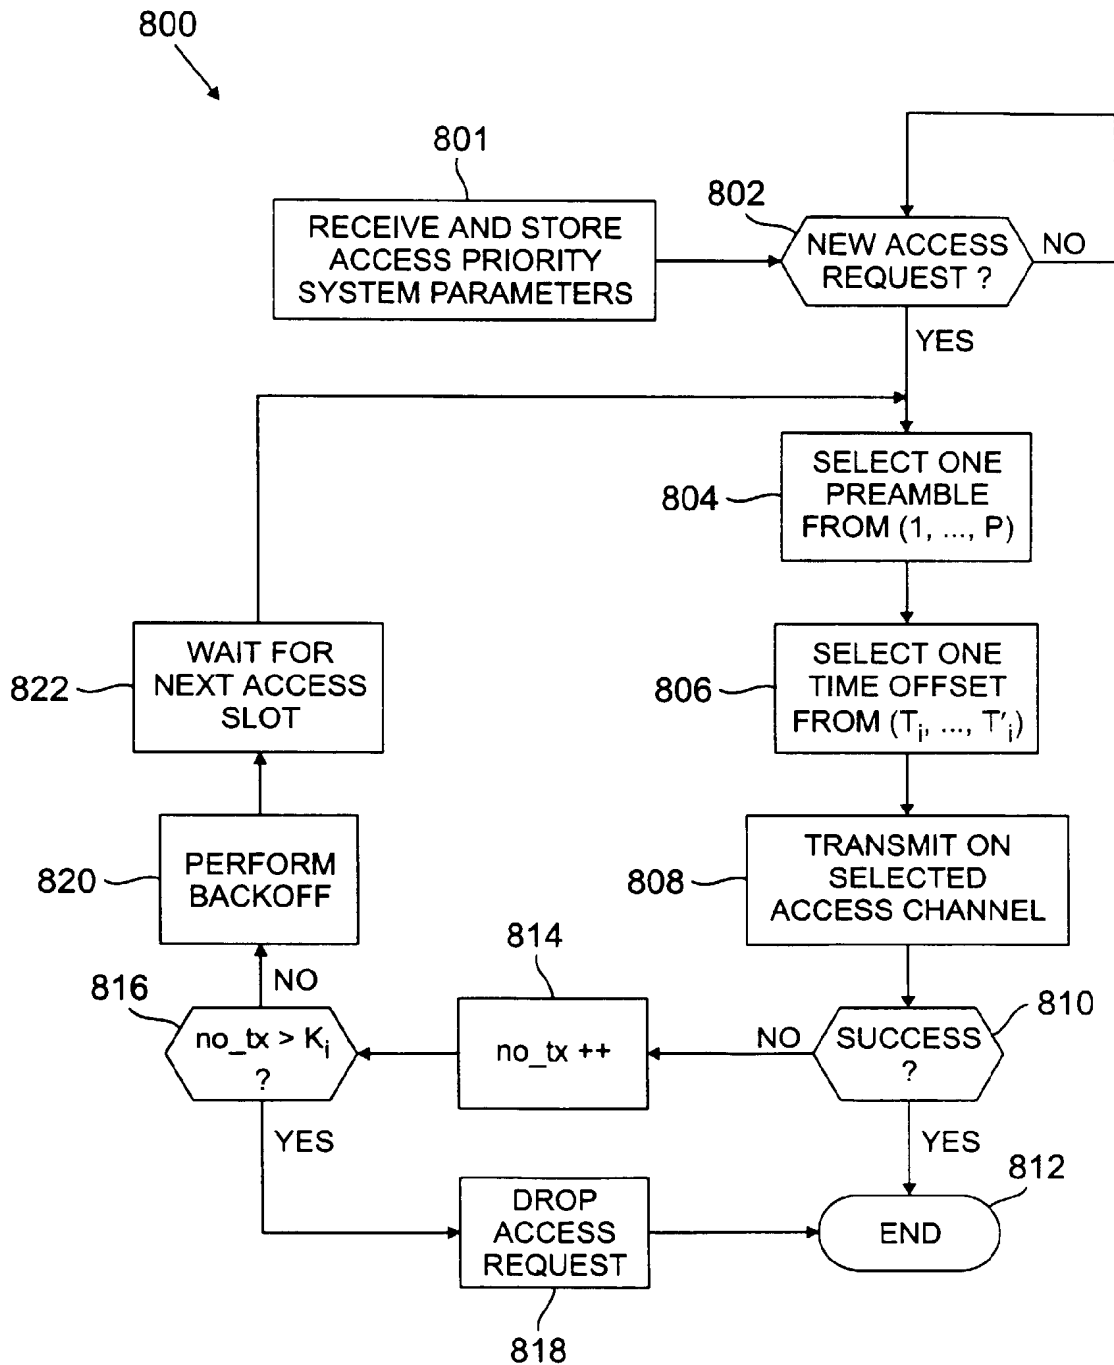 800
801
RECEIVE AND STORE
ACCESS PRIORITY
SYSTEM PARAMETERS
802
NEW ACCESS
REQUEST ?
NO
YES
804
SELECT ONE
PREAMBLE
FROM (1, ..., P)
806
SELECT ONE
TIME OFFSET
FROM (Ti, ..., T'i)
808
TRANSMIT ON
SELECTED
ACCESS CHANNEL
810
SUCCESS
?
NO
YES
812
END
814
no_tx ++
816
no_tx > Ki
?
NO
YES
818
DROP
ACCESS
REQUEST
820
PERFORM
BACKOFF
822
WAIT FOR
NEXT ACCESS
SLOT